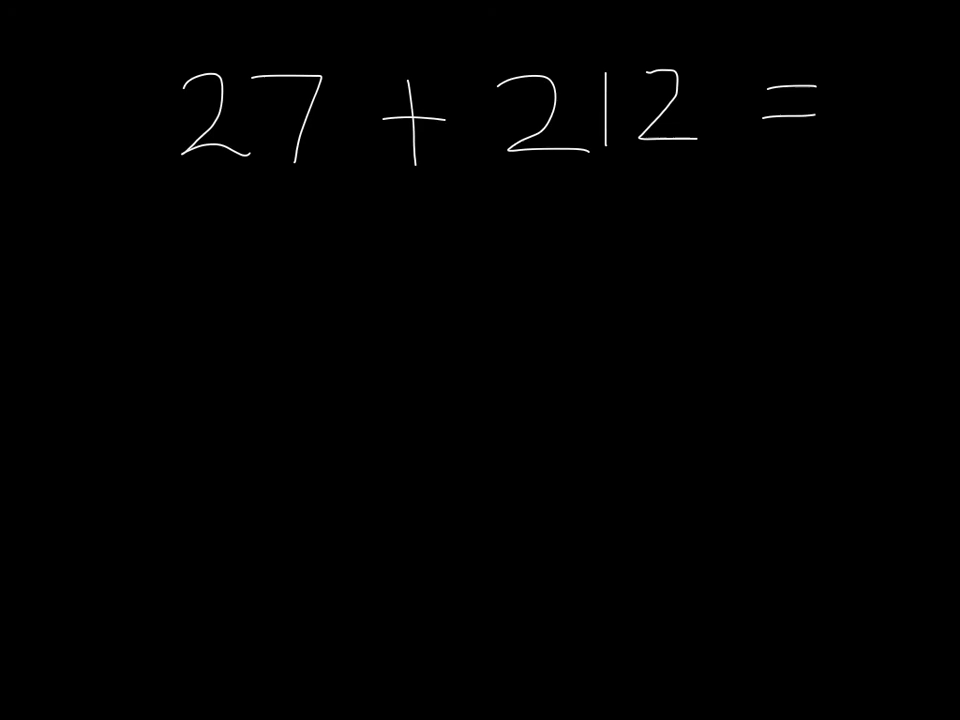 27 + 212 =